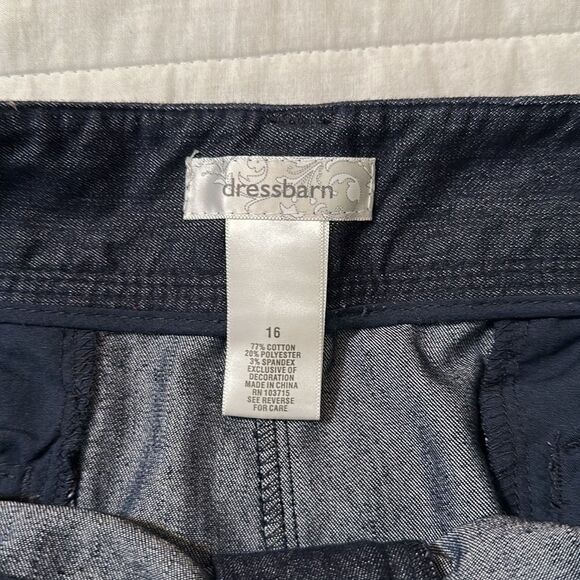 dressbarn
16
77% COTTON
20% POLYESTER
3% SPANDEX
EXCLUSIVE OF
DECORATION
MADE IN CHINA
RN 103715
SEE REVERSE
FOR CARE